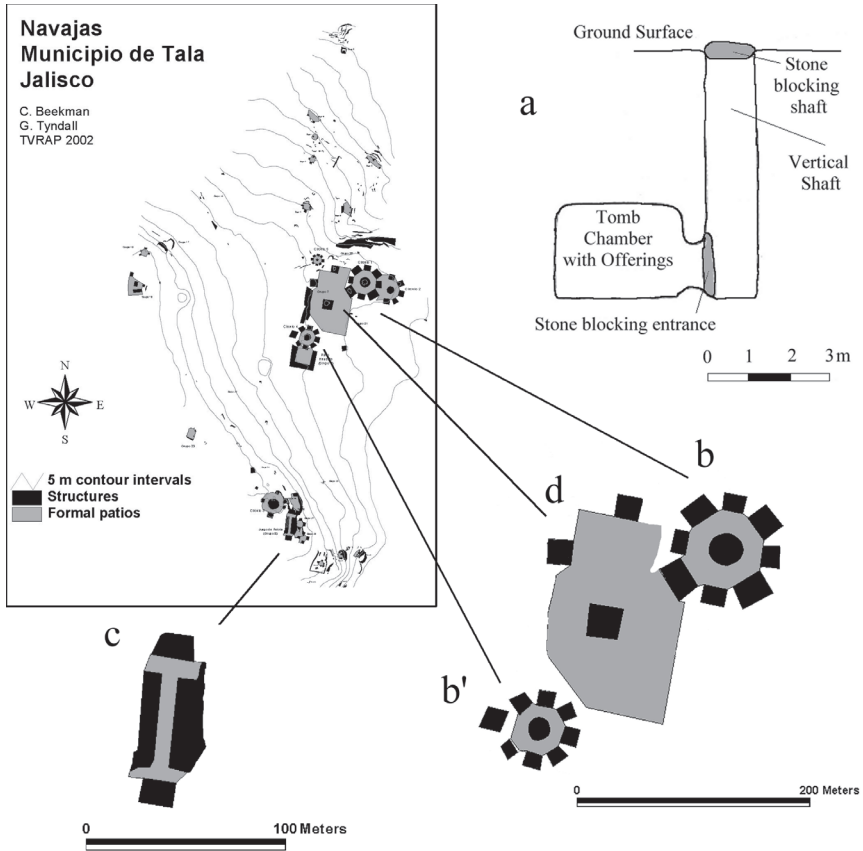 Navajas
Municipio de Tala
Jalisco
C. Beekman
G. Tyndall
TVRAP 2002
N
W
E
S
5 m contour intervals
Structures
Formal patios
a
Ground Surface
Stone
blocking
shaft
Vertical
Shaft
Tomb
Chamber
with Offerings
Stone blocking entrance
0 1 2 3 m
b
d
c
b'
0 200 Meters
0 100 Meters